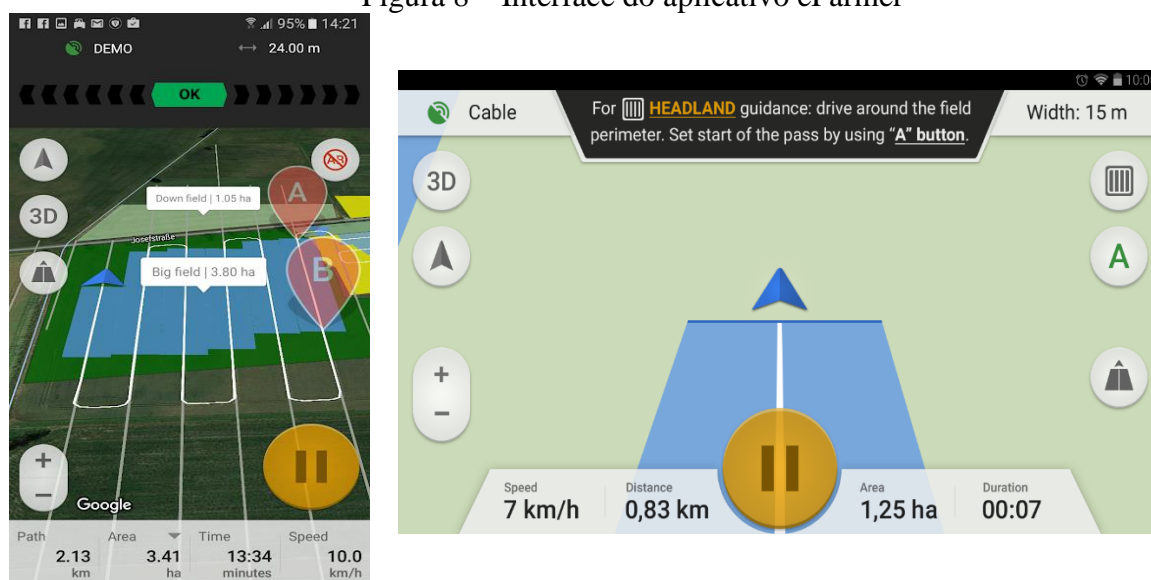 Figura 8 – Interface do aplicativo eFarmer
95% 14:21
DEMO
24.00 m
OK
AB
3D
A
Down field | 1.05 ha
Josefstraße
B
Big field | 3.80 ha
+
−
Google
Path Area Time Speed
2.13 3.41 13:34 10.0
km ha minutes km/h
Cable
For HEADLAND guidance: drive around the field
perimeter. Set start of the pass by using “A” button.
Width: 15 m
3D
A
+
−
Speed Distance Area Duration
7 km/h 0,83 km 1,25 ha 00:07